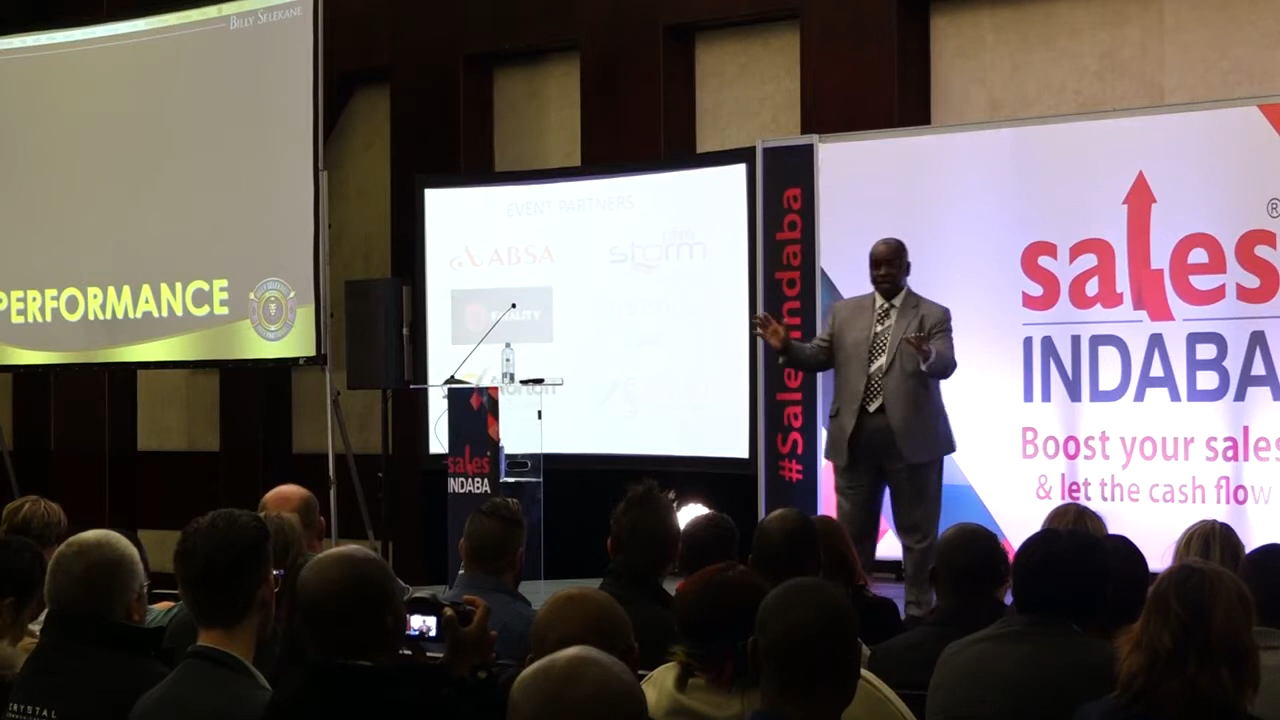 BILLY SELEKANE
PERFORMANCE
EVENT PARTNERS
ABSA
storm
#SalesIndaba
sales
INDABA
sales®
INDABA
Boost your sales
& let the cash flow
CRYSTAL